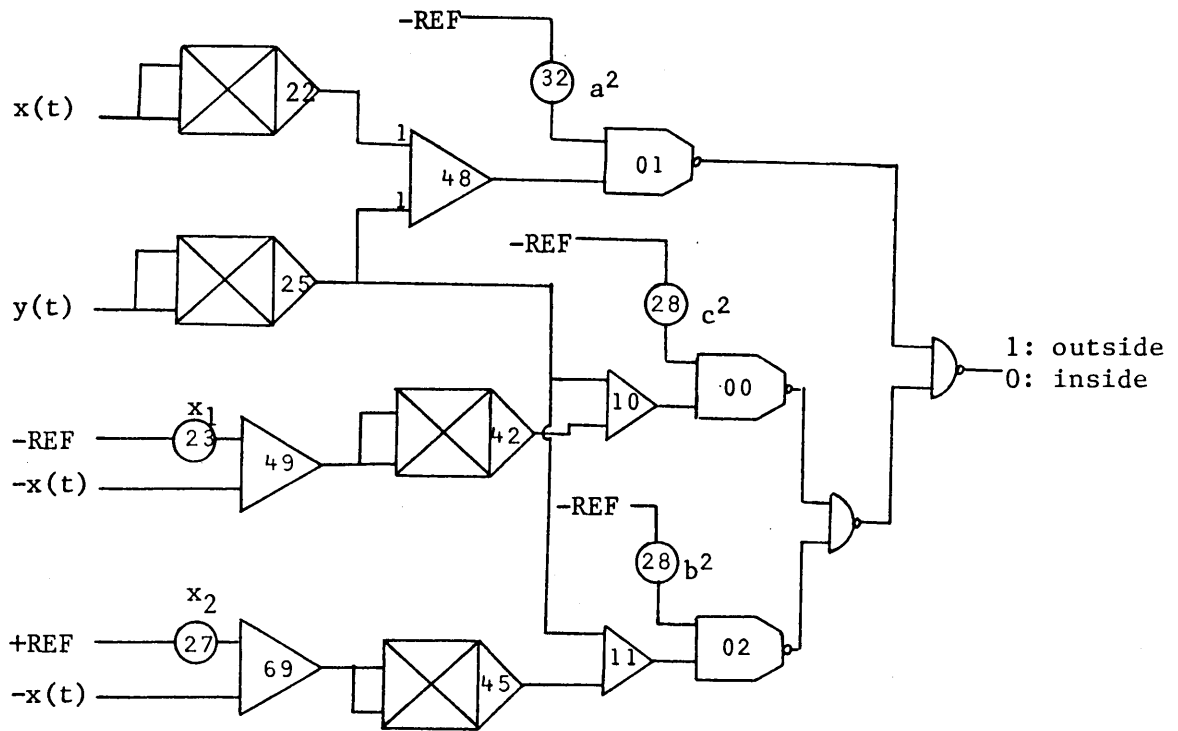 -REF
32 a²
x(t)
22
1
48
1
01
-REF
28 c²
y(t)
25
00
1: outside
0: inside
x₁
-REF 23
49
-x(t)
42
10
-REF
28 b²
x₂
+REF 27
69
-x(t)
45
11
02